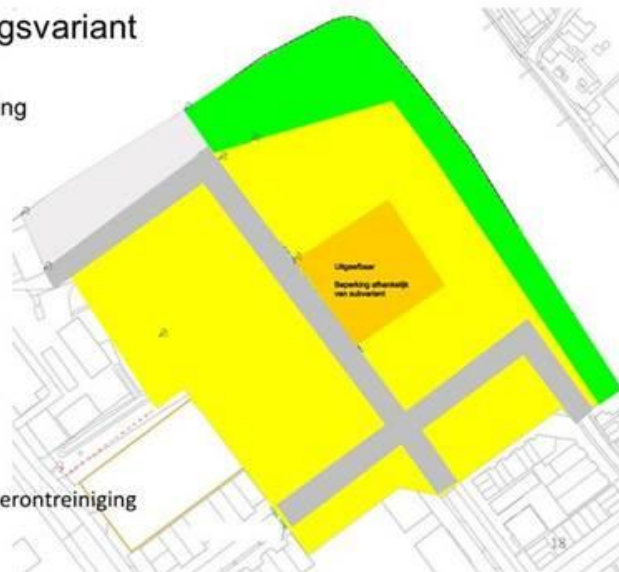 gsvariant
ng
Uitgeefbaar
Beperking afhankelijk
van subvariant
erontreiniging
18